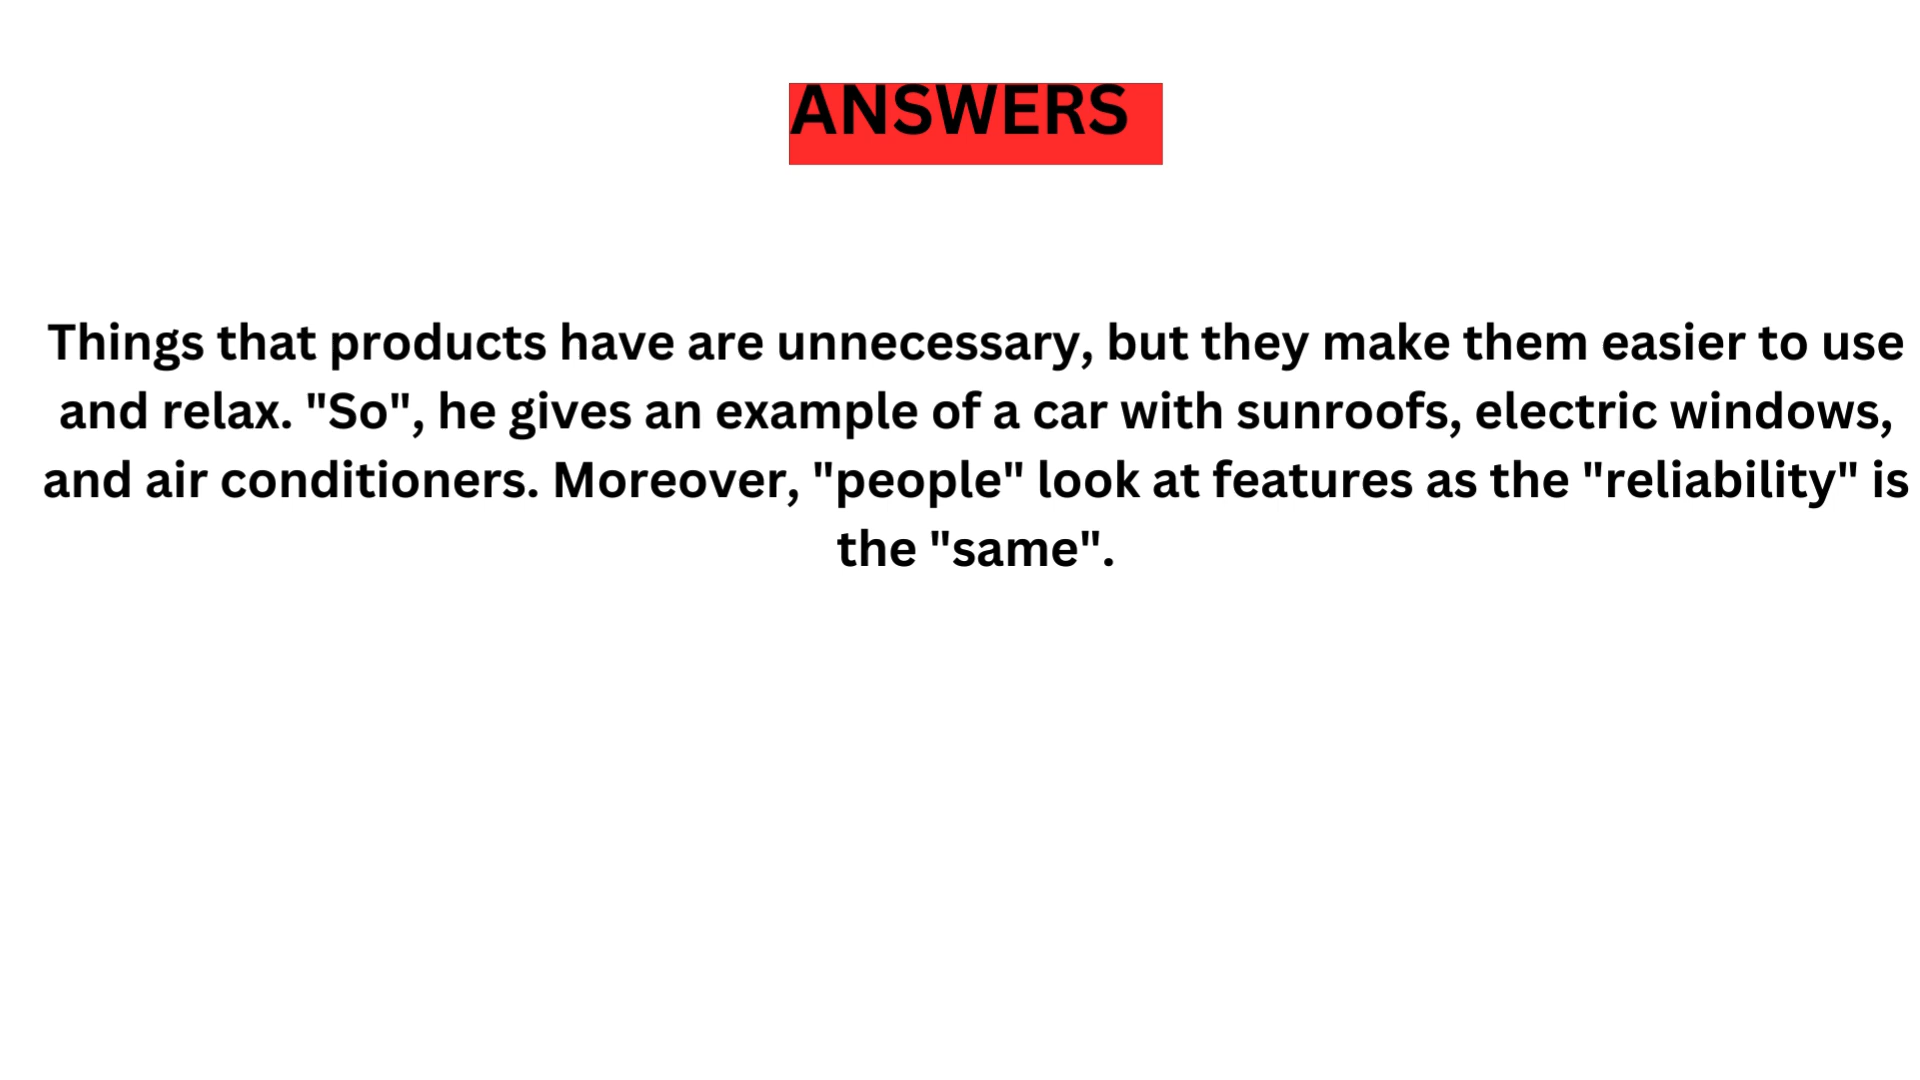 ANSWERS
Things that products have are unnecessary, but they make them easier to use
and relax. "So", he gives an example of a car with sunroofs, electric windows,
and air conditioners. Moreover, "people" look at features as the "reliability" is
the "same".